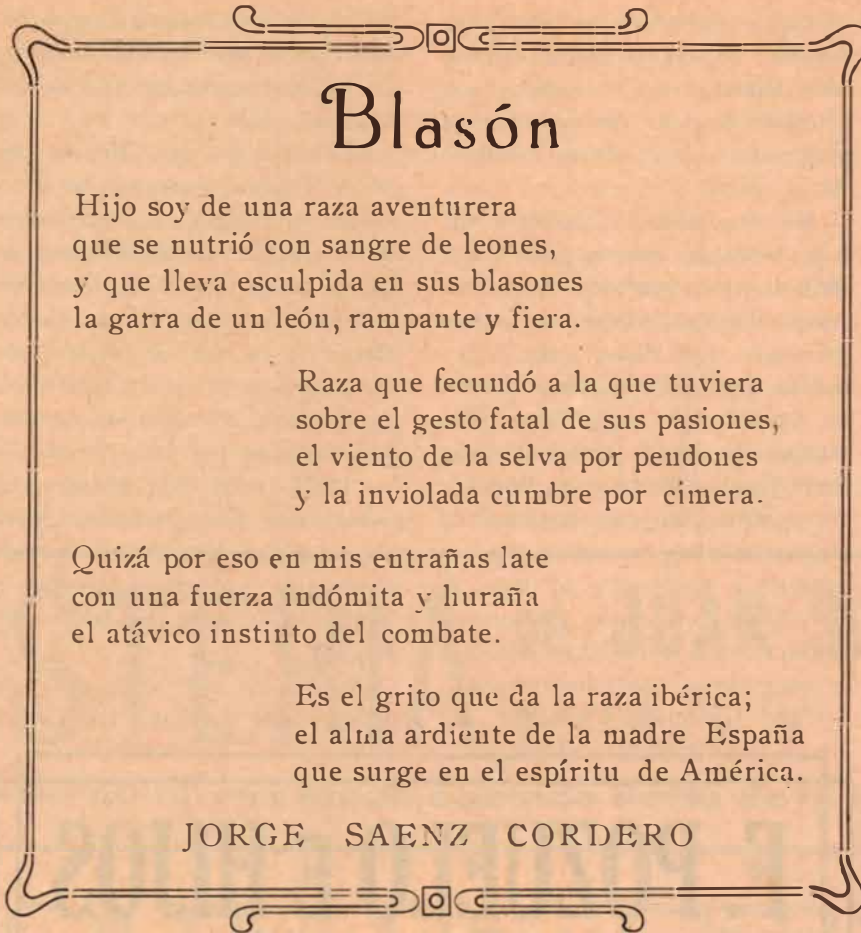 Blasón
Hijo soy de una raza aventurera
que se nutrió con sangre de leones,
y que lleva esculpida en sus blasones
la garra de un león, rampante y fiera.
Raza que fecundó a la que tuviera
sobre el gesto fatal de sus pasiones,
el viento de la selva por pendones
y la inviolada cumbre por cimera.
Quizá por eso en mis entrañas late
con una fuerza indómita y huraña
el atávico instinto del combate.
Es el grito que da la raza ibérica;
el alma ardiente de la madre España
que surge en el espíritu de América.
JORGE SAENZ CORDERO